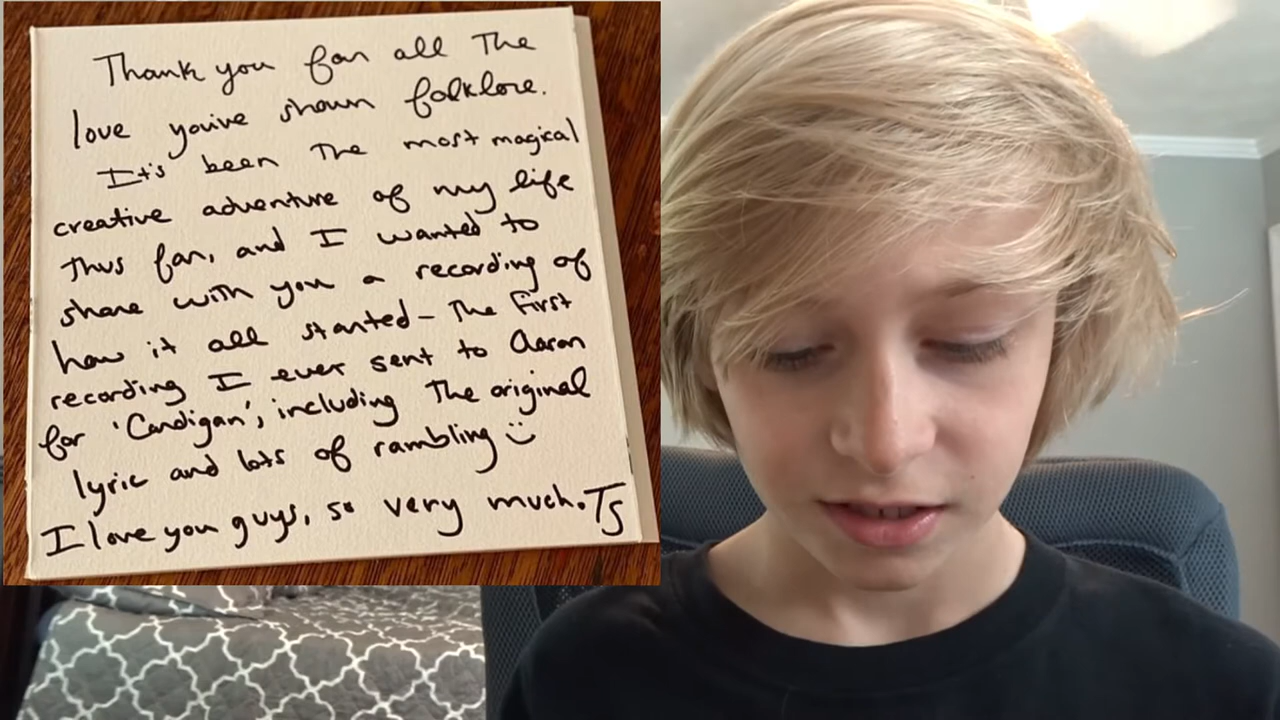 Thank you for all The
love you've shown folklore.
It's been The most magical
creative adventure of my life
Thus far, and I wanted to
share with you a recording of
how it all started - The first
recording I ever sent to Aaron
for 'Cardigan', including The original
lyric and lots of rambling :)
I love you guys, so very much. TS